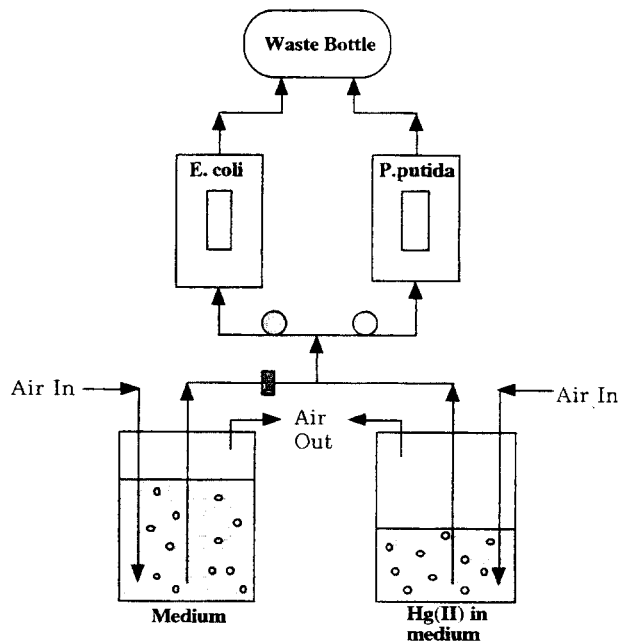 Waste Bottle
E. coli
P.putida
Air In
Air In
Air
Out
Medium
Hg(II) in
medium